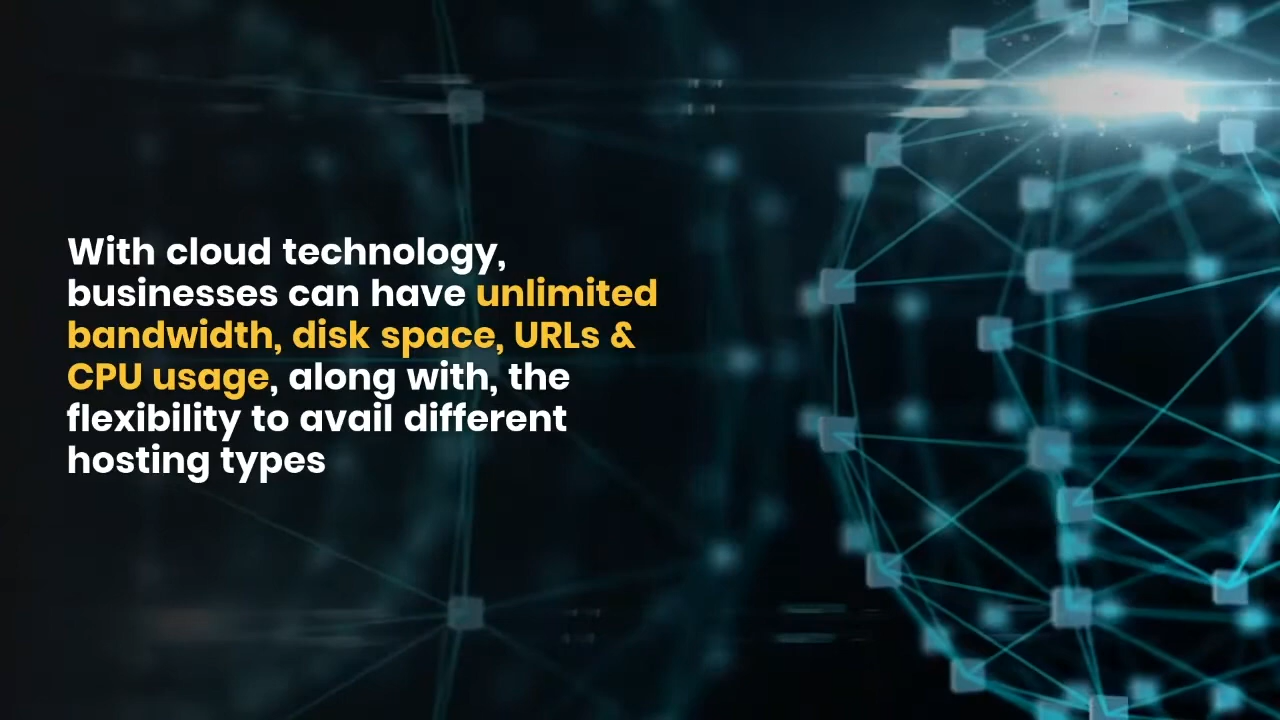 With cloud technology,
businesses can have unlimited
bandwidth, disk space, URLs &
CPU usage, along with, the
flexibility to avail different
hosting types